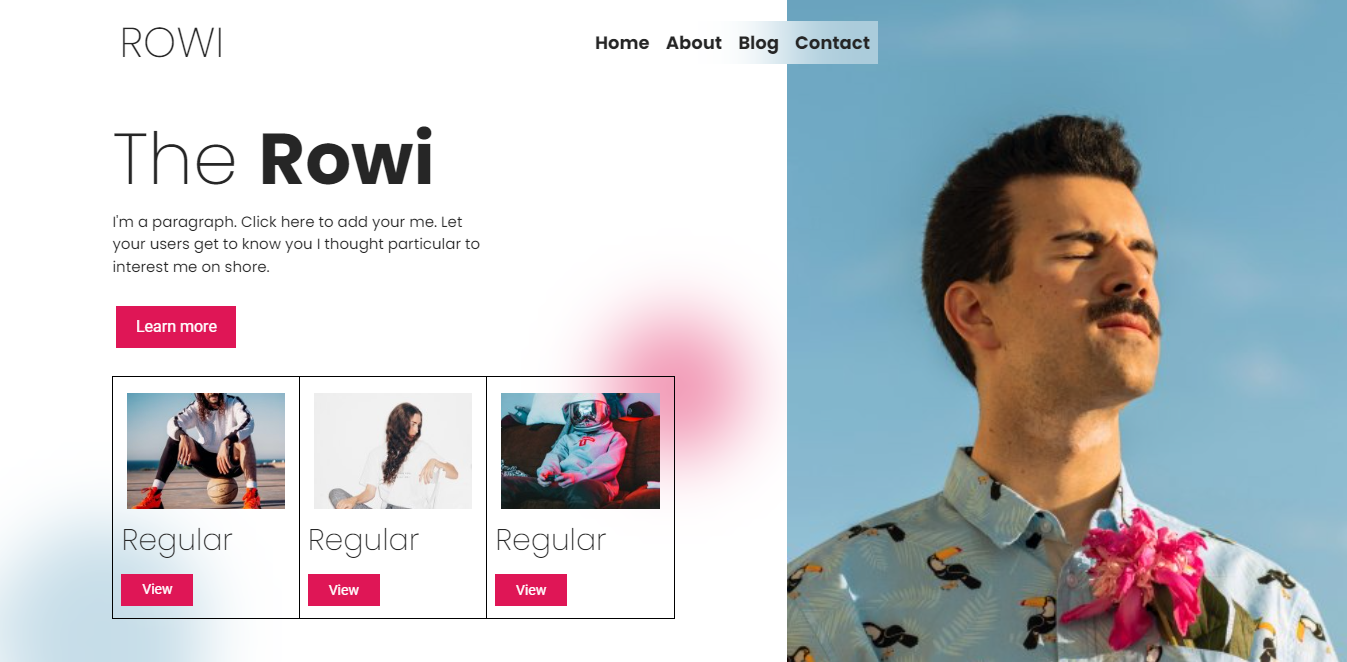 ROWI
Home About Blog Contact
The Rowi
I'm a paragraph. Click here to add your me. Let
your users get to know you I thought particular to
interest me on shore.
Learn more
Regular Regular Regular
View View View